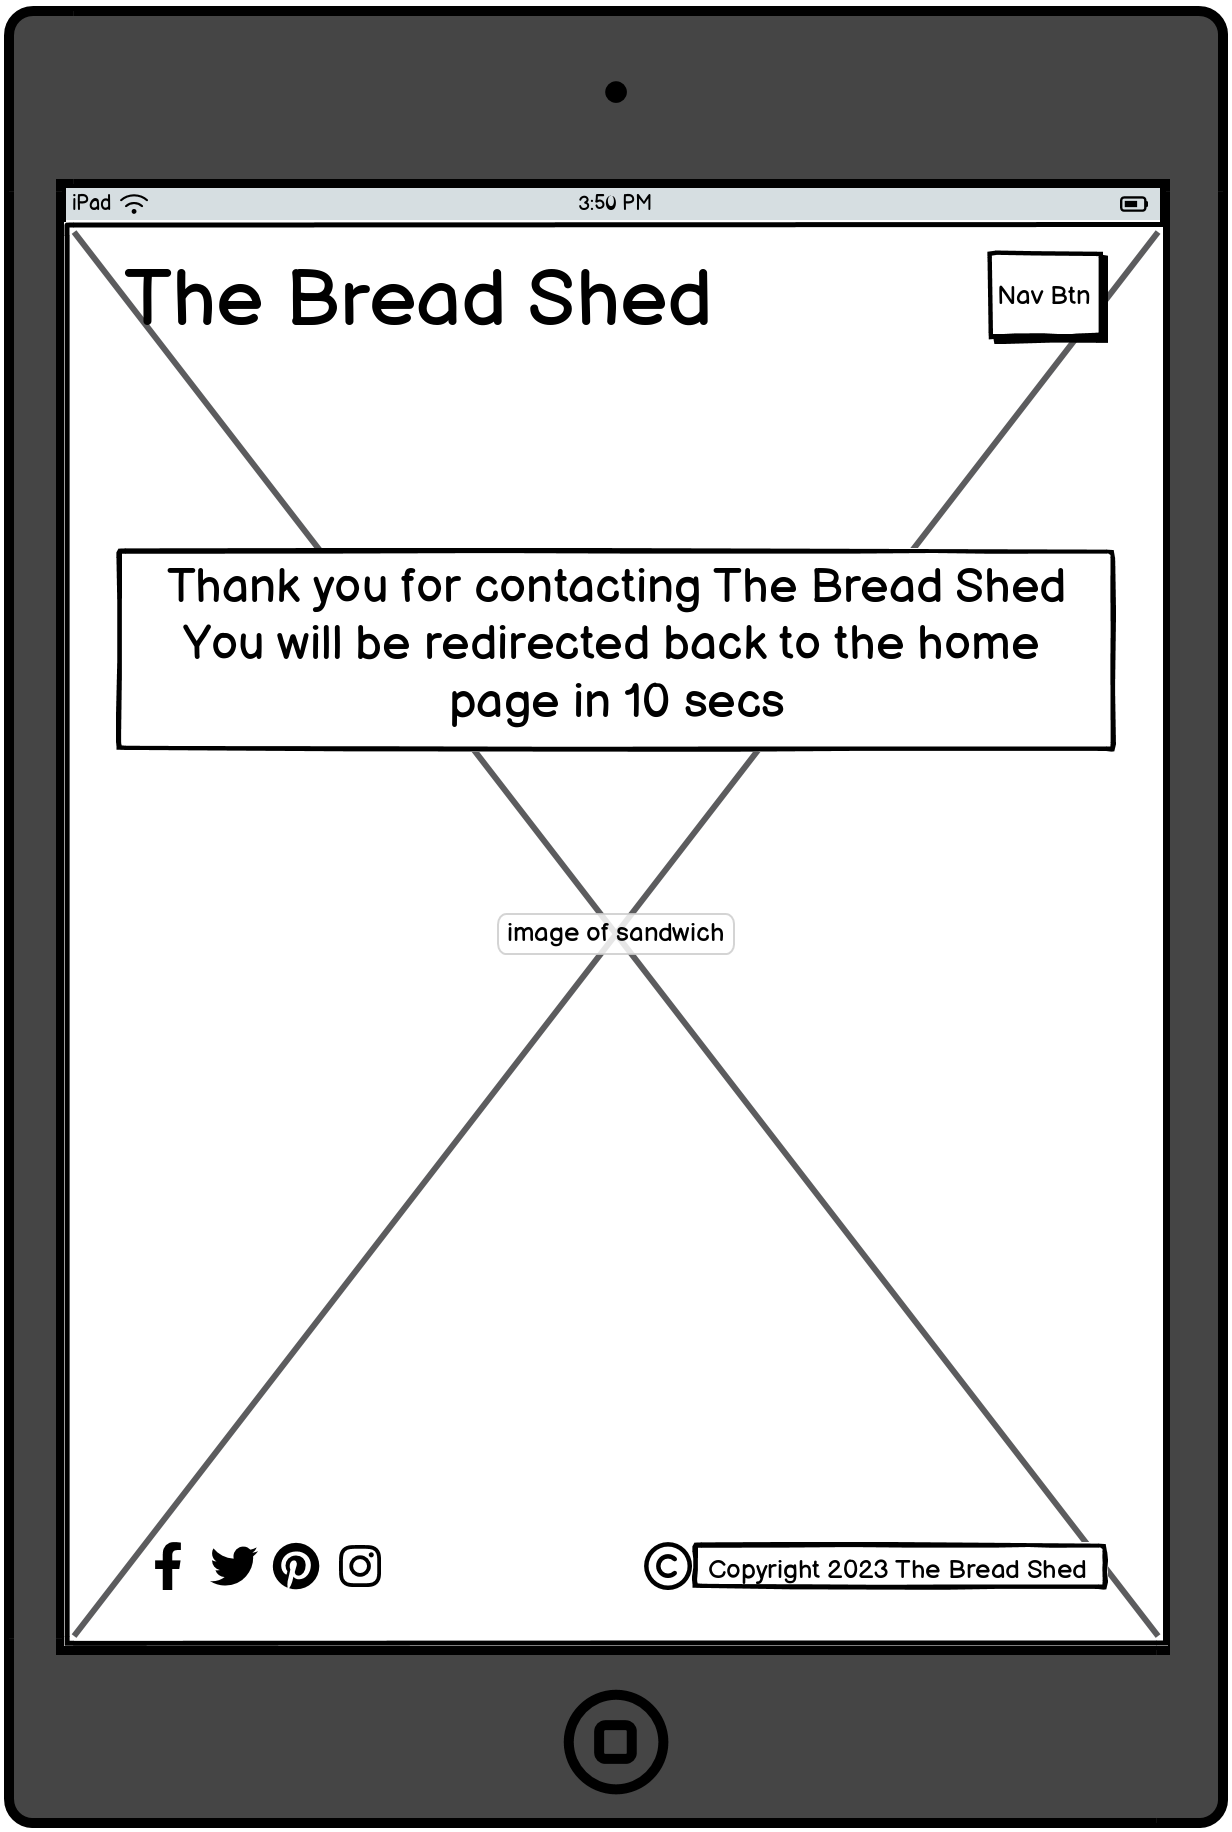 iPad
3:50 PM
The Bread Shed
Nav Btn
Thank you for contacting The Bread Shed
You will be redirected back to the home
page in 10 secs
image of sandwich
© Copyright 2023 The Bread Shed